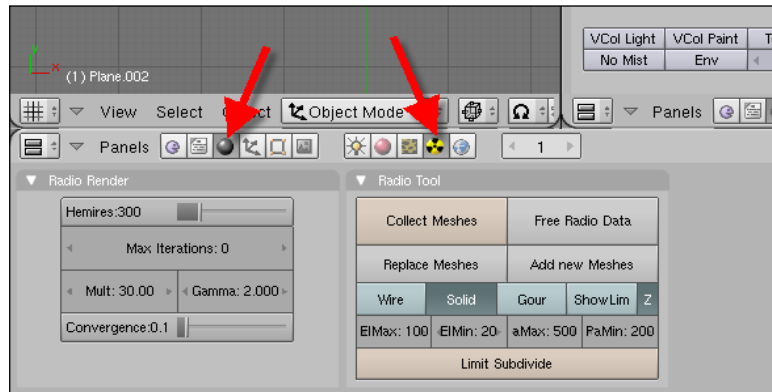 VCol Light VCol Paint
No Mist Env
(1) Plane.002
View Select Object Mode Panels
Panels 1
Radio Render Radio Tool
Hemires:300
Max Iterations: 0
Mult: 30.00 Gamma: 2.000
Convergence:0.1
Collect Meshes Free Radio Data
Replace Meshes Add new Meshes
Wire Solid Gour ShowLim Z
ElMax: 100 ElMin: 20 aMax: 500 PaMin: 200
Limit Subdivide